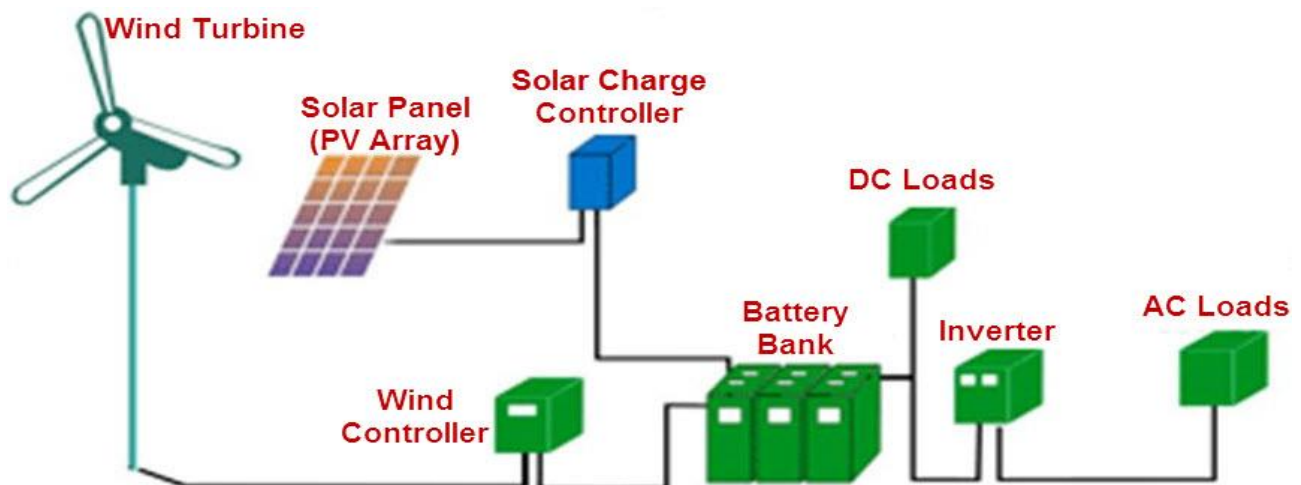 Wind Turbine
Solar Panel
(PV Array)
Solar Charge
Controller
DC Loads
Battery
Bank
Inverter
AC Loads
Wind
Controller